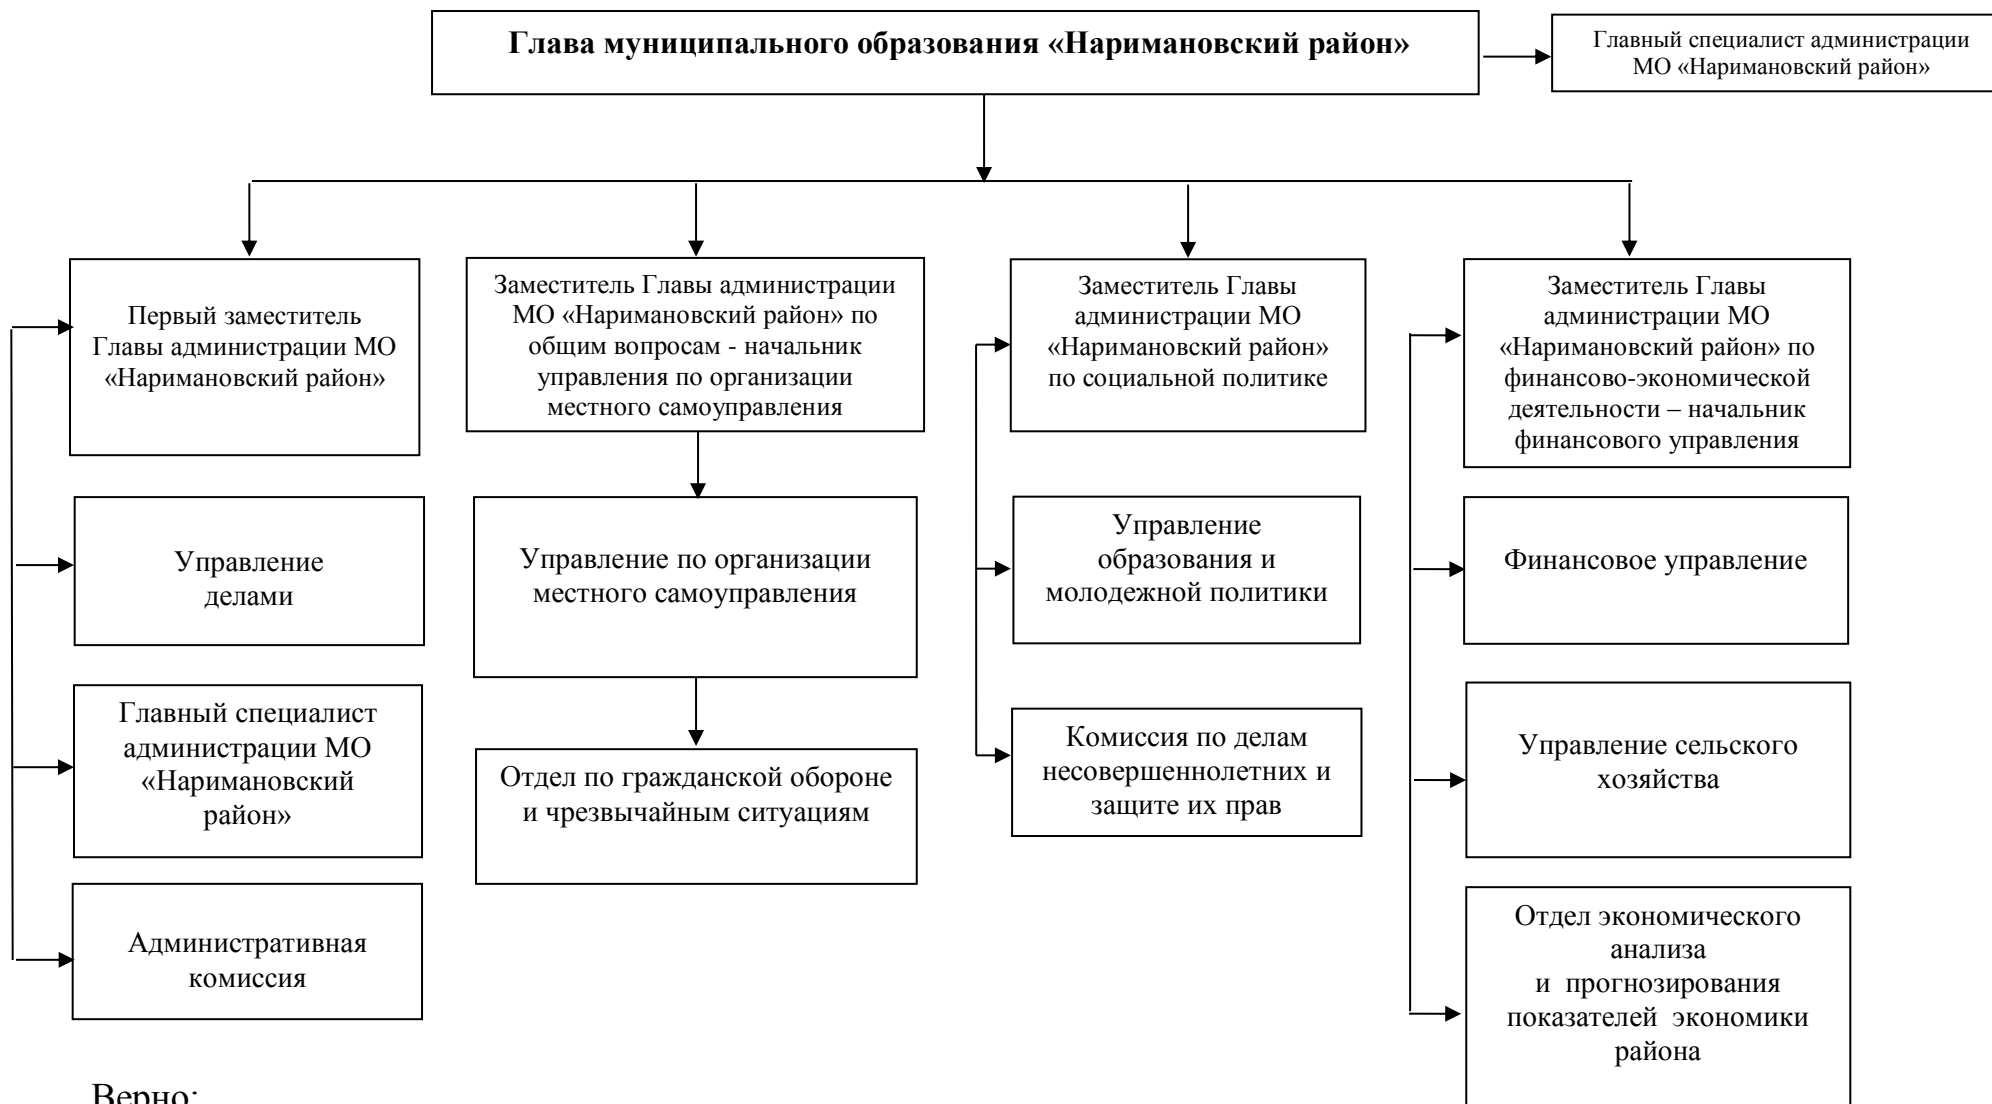 Глава муниципального образования «Наримановский район»
Главный специалист администрации
МО «Наримановский район»
Первый заместитель
Главы администрации МО
«Наримановский район»
Заместитель Главы администрации
МО «Наримановский район» по
общим вопросам - начальник
управления по организации
местного самоуправления
Заместитель Главы
администрации МО
«Наримановский район»
по социальной политике
Заместитель Главы
администрации МО
«Наримановский район» по
финансово-экономической
деятельности – начальник
финансового управления
Управление
делами
Управление по организации
местного самоуправления
Управление
образования и
молодежной политики
Финансовое управление
Главный специалист
администрации МО
«Наримановский
район»
Отдел по гражданской обороне
и чрезвычайным ситуациям
Комиссия по делам
несовершеннолетних и
защите их прав
Управление сельского
хозяйства
Административная
комиссия
Отдел экономического
анализа
и прогнозирования
показателей экономики
района
Верно: